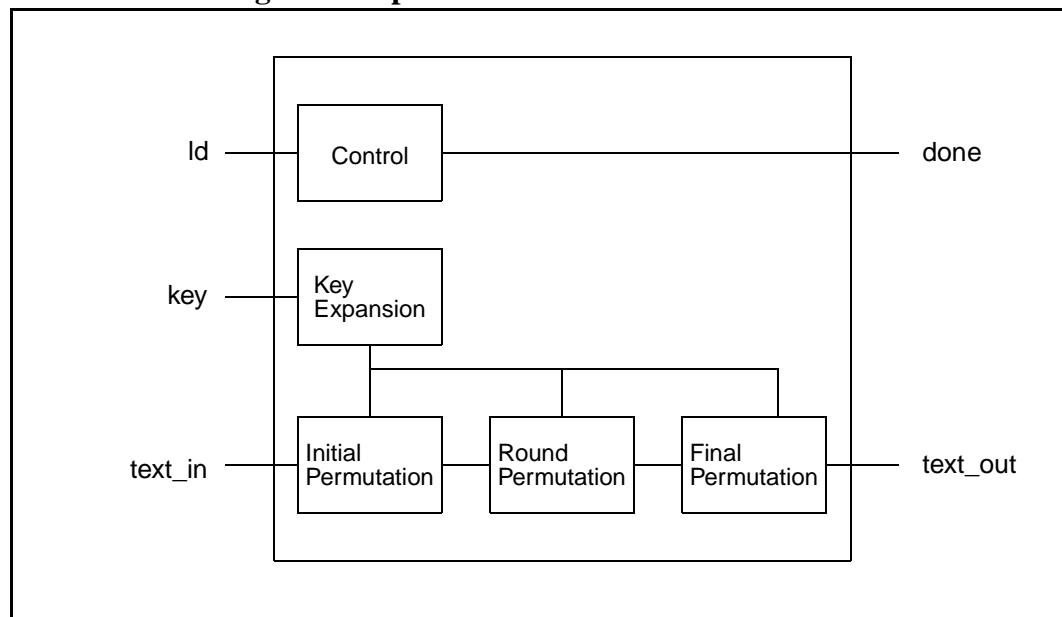 ld
Control
done
key
Key
Expansion
text_in
Initial
Permutation
Round
Permutation
Final
Permutation
text_out